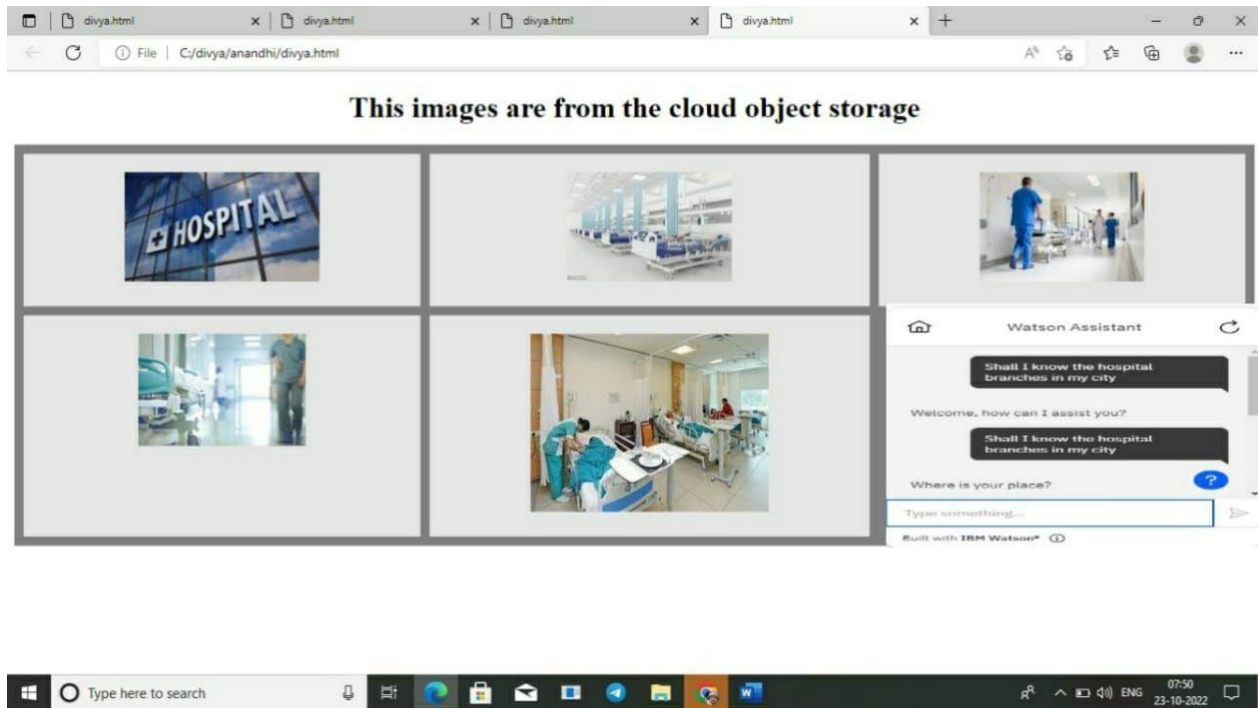 divya.html
divya.html
divya.html
divya.html
File | C:/divya/anandhi/divya.html
This images are from the cloud object storage
HOSPITAL
Watson Assistant
Shall I know the hospital
branches in my city
Welcome, how can I assist you?
Shall I know the hospital
branches in my city
Where is your place?
Type something...
Built with IBM Watson®
Type here to search
ENG
07:50
23-10-2022